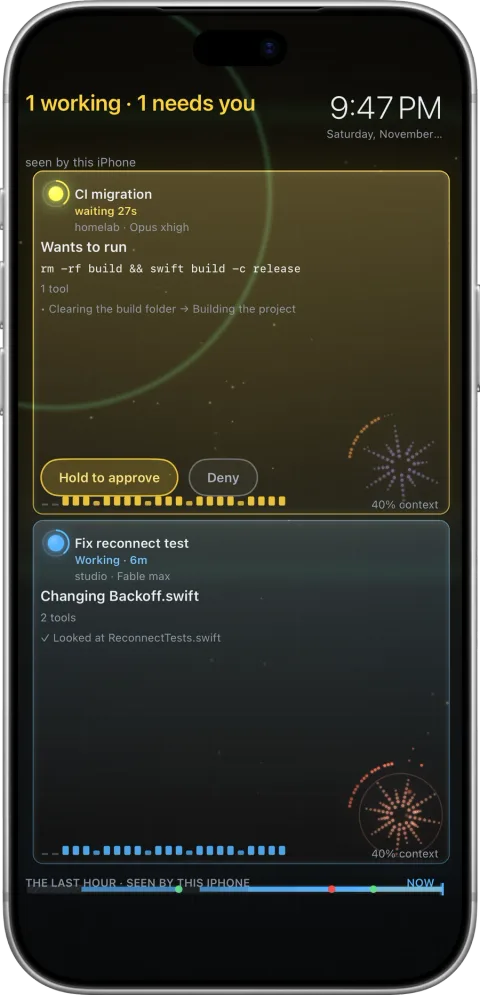 1 working · 1 needs you
9:47 PM
Saturday, November…
seen by this iPhone
CI migration
waiting 27s
homelab · Opus xhigh
Wants to run
rm -rf build && swift build -c release
1 tool
· Clearing the build folder → Building the project
Hold to approve
Deny
40% context
Fix reconnect test
Working · 6m
studio · Fable max
Changing Backoff.swift
2 tools
✓ Looked at ReconnectTests.swift
40% context
THE LAST HOUR · SEEN BY THIS IPHONE
NOW